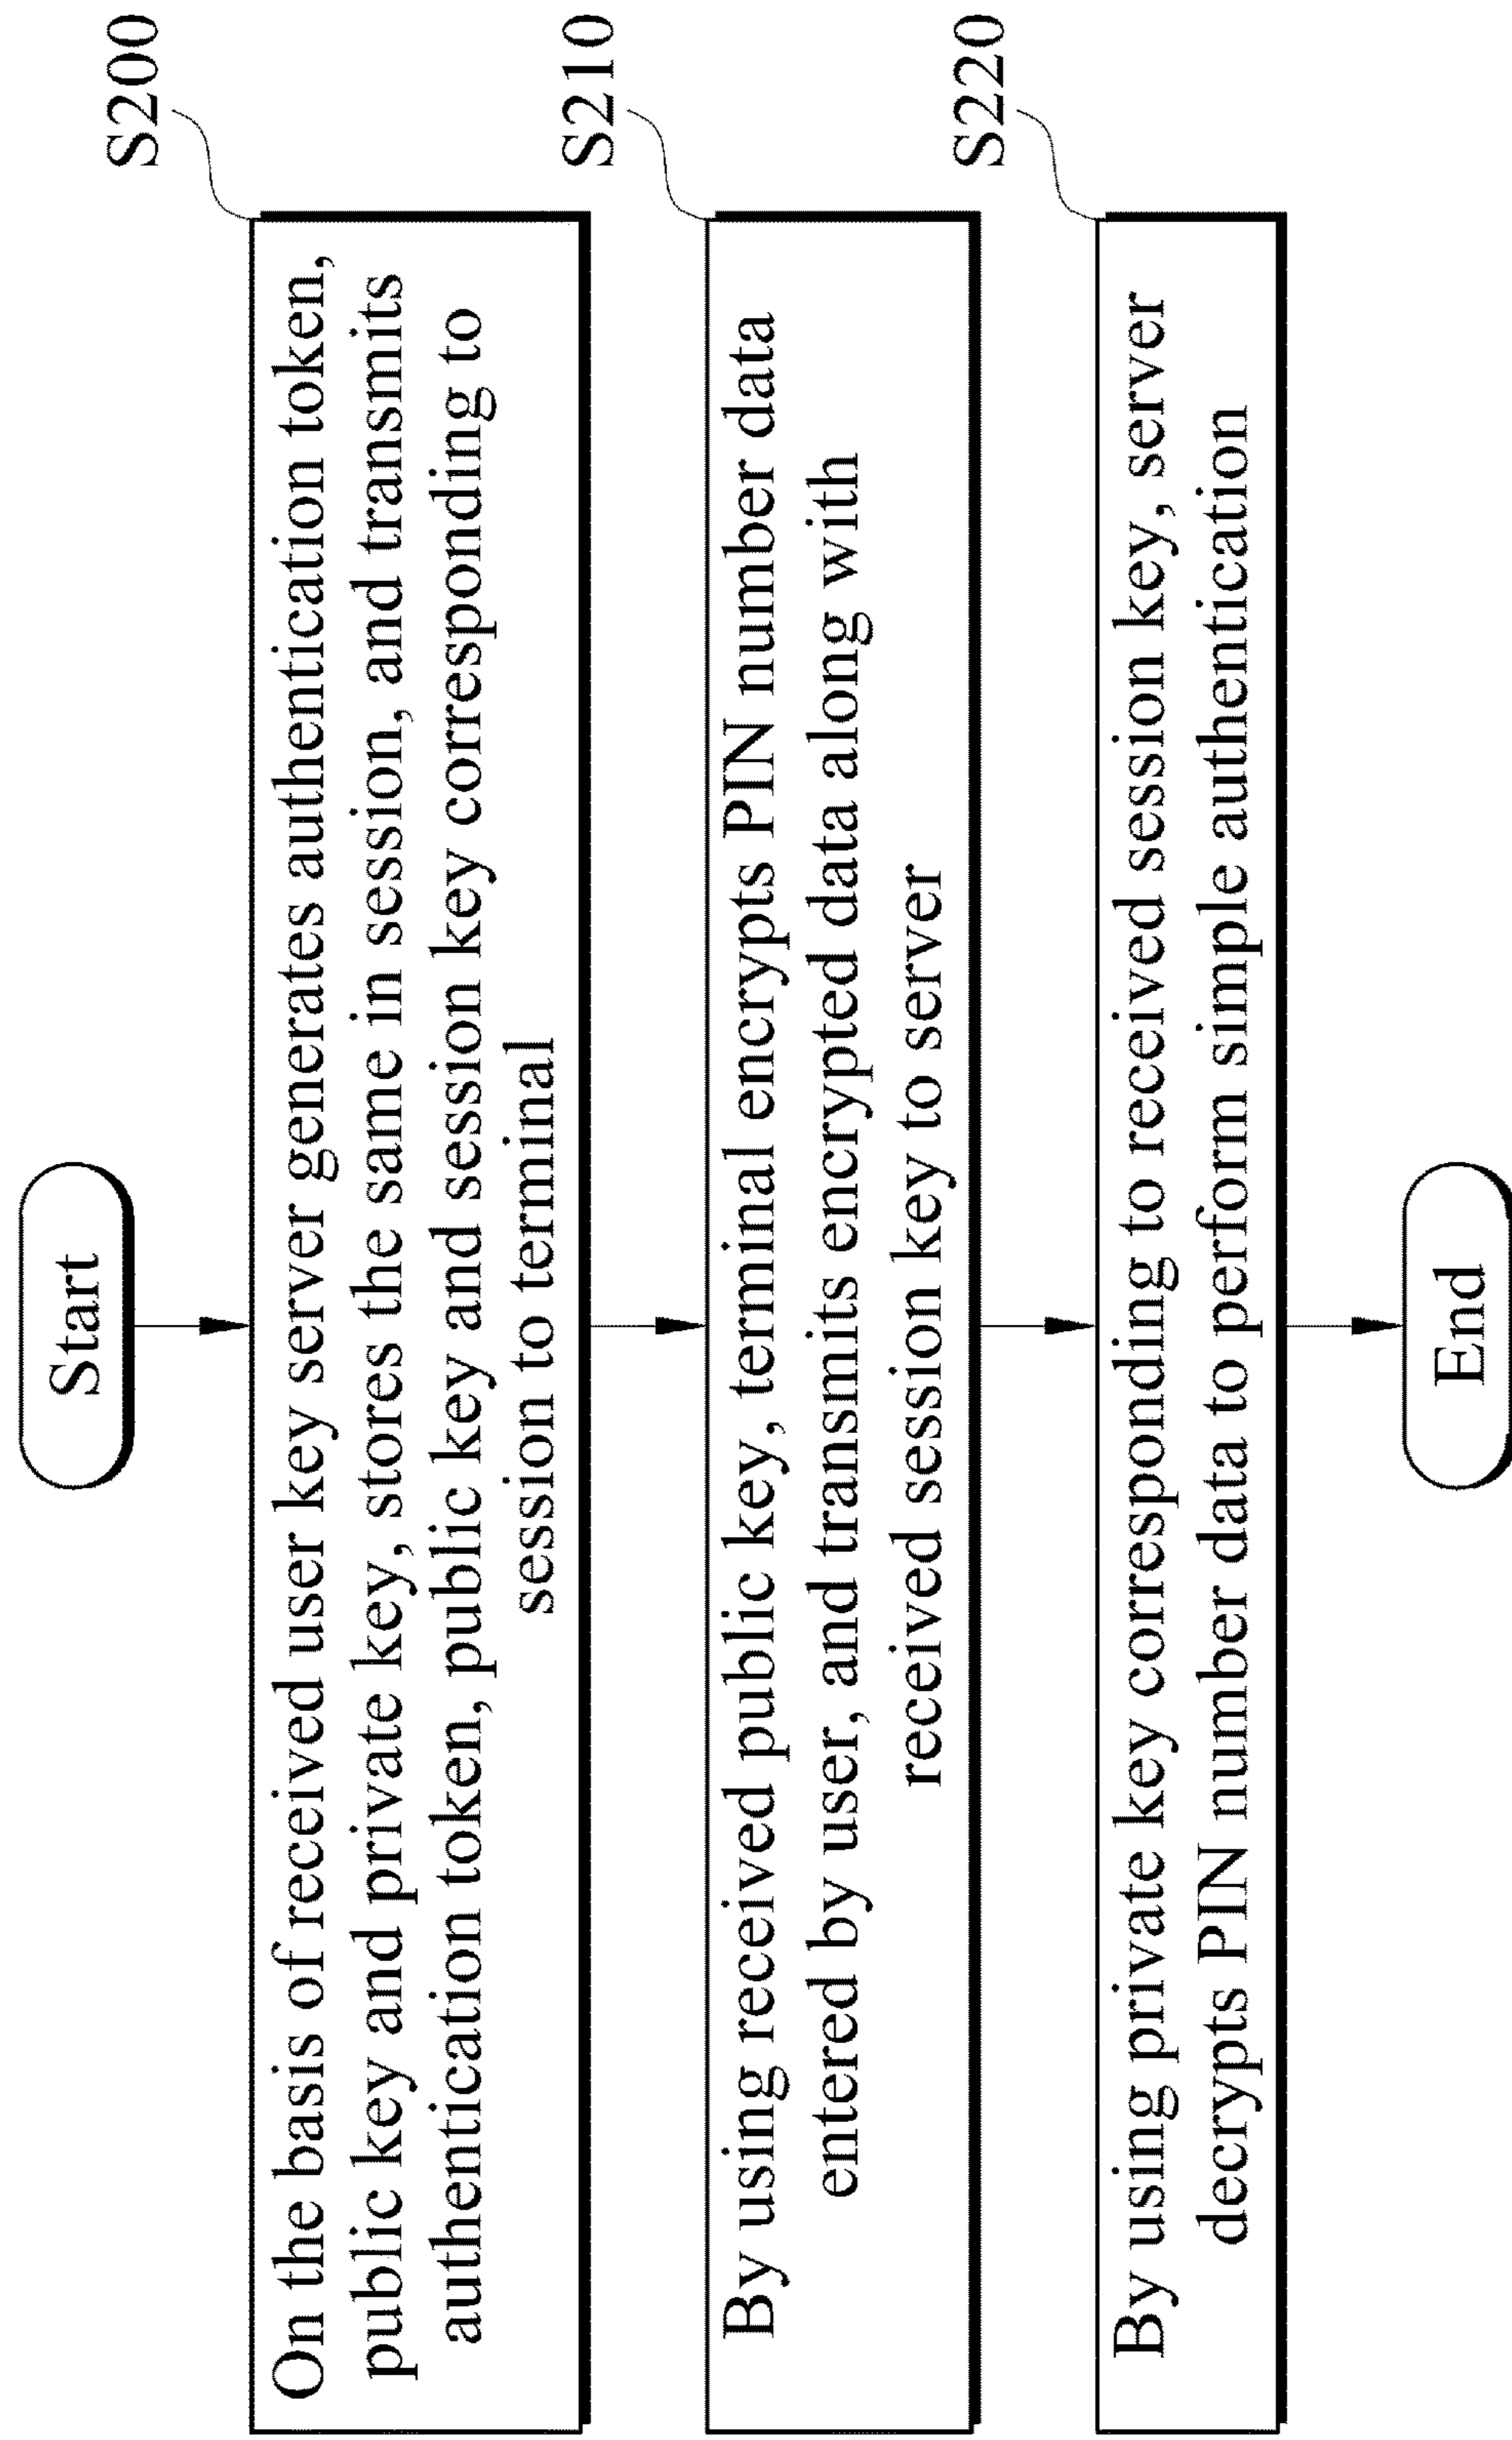 Start
S200
On the basis of received user key server generates authentication token,
public key and private key, stores the same in session, and transmits
authentication token, public key and session key corresponding to
session to terminal
S210
By using received public key, terminal encrypts PIN number data
entered by user, and transmits encrypted data along with
received session key to server
S220
By using private key corresponding to received session key, server
decrypts PIN number data to perform simple authentication
End